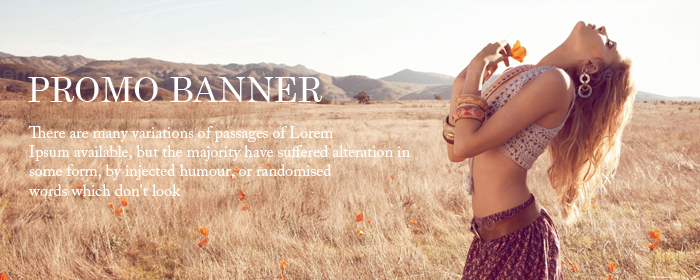 PROMO BANNER
There are many variations of passages of Lorem
Ipsum available, but the majority have suffered alteration in
some form, by injected humour, or randomised
words which don't look